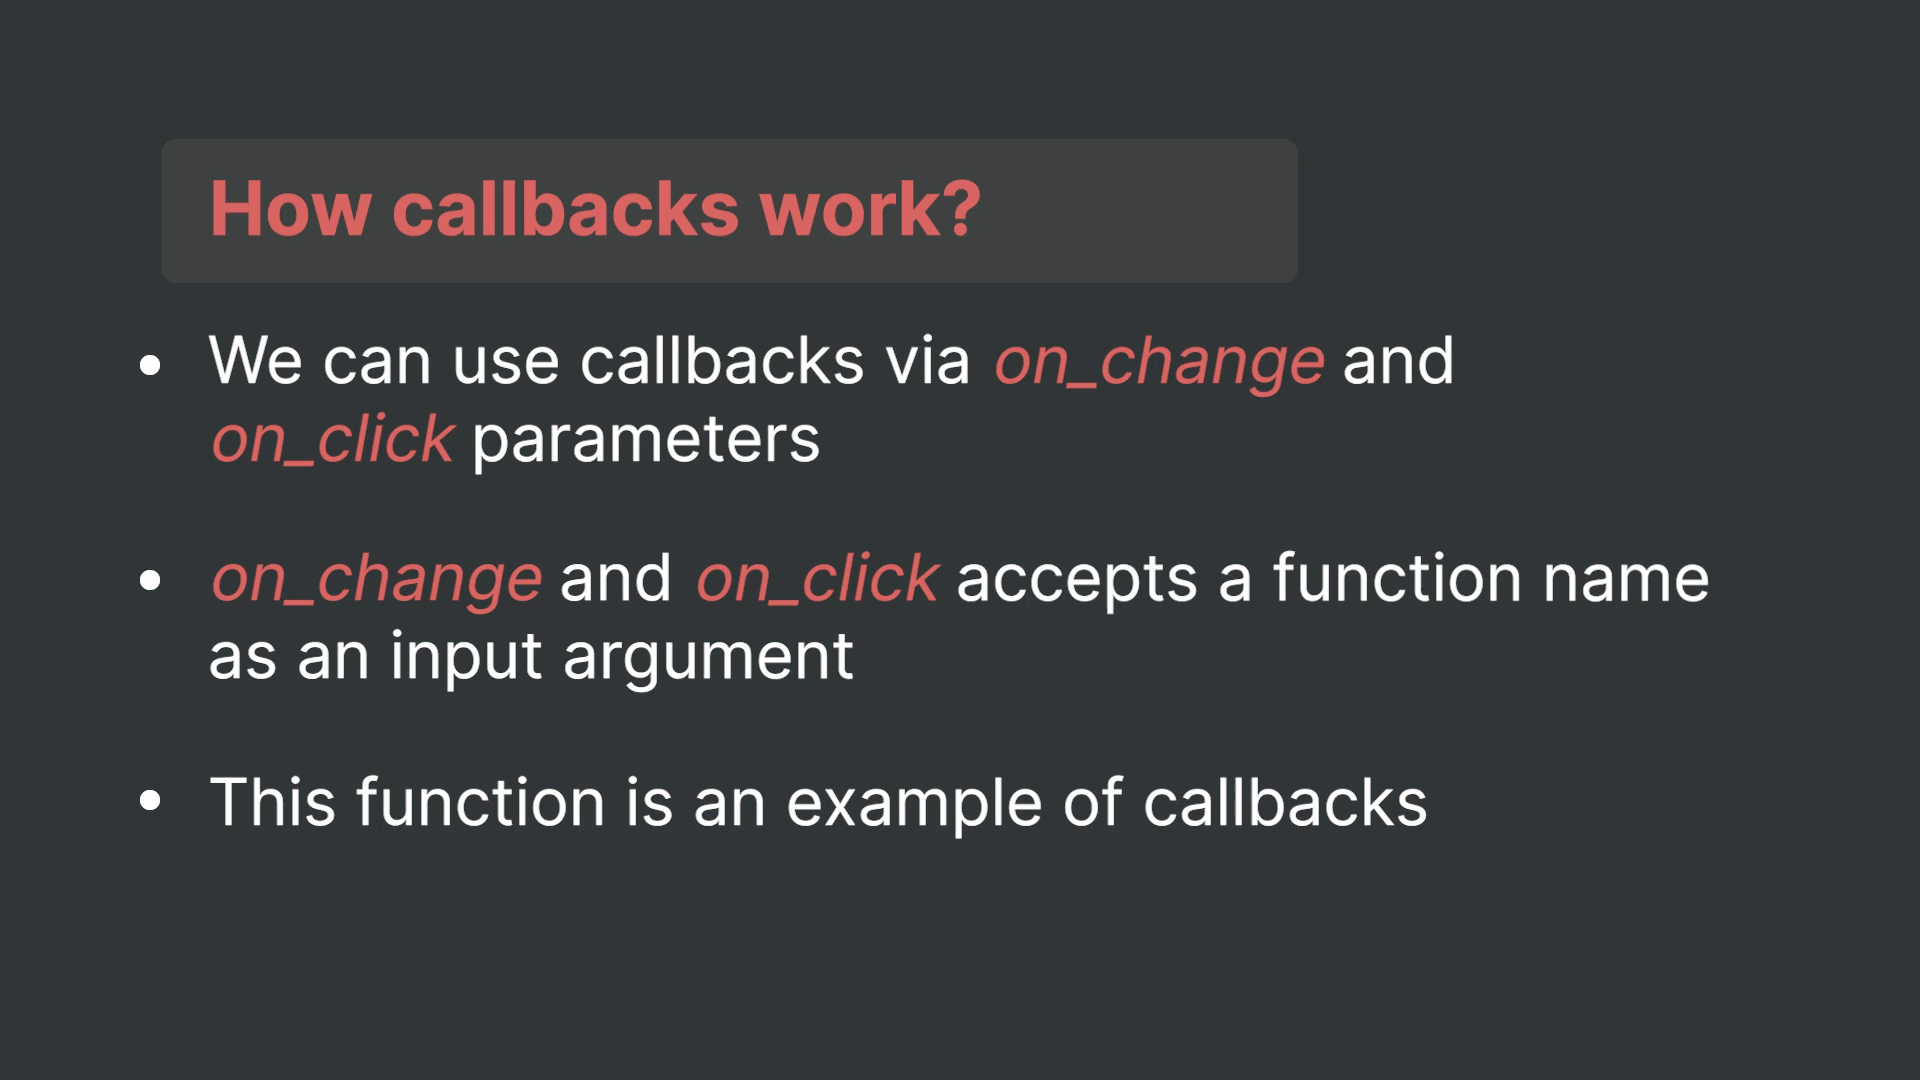 How callbacks work?
• We can use callbacks via on_change and
on_click parameters
• on_change and on_click accepts a function name
as an input argument
• This function is an example of callbacks